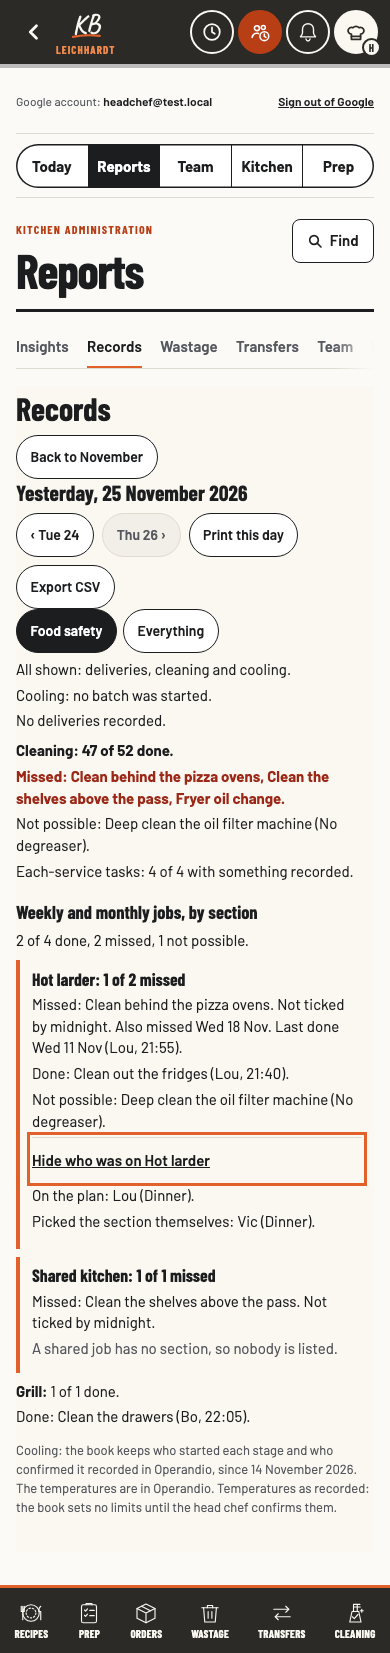 KB
LEICHHARDT
H
Google account: headchef@test.local
Sign out of Google
Today
Reports
Team
Kitchen
Prep
KITCHEN ADMINISTRATION
Reports
Find
Insights
Records
Wastage
Transfers
Team
Records
Back to November
Yesterday, 25 November 2026
‹ Tue 24
Thu 26 ›
Print this day
Export CSV
Food safety
Everything
All shown: deliveries, cleaning and cooling.
Cooling: no batch was started.
No deliveries recorded.
Cleaning: 47 of 52 done.
Missed: Clean behind the pizza ovens, Clean the
shelves above the pass, Fryer oil change.
Not possible: Deep clean the oil filter machine (No
degreaser).
Each-service tasks: 4 of 4 with something recorded.
Weekly and monthly jobs, by section
2 of 4 done, 2 missed, 1 not possible.
Hot larder: 1 of 2 missed
Missed: Clean behind the pizza ovens. Not ticked
by midnight. Also missed Wed 18 Nov. Last done
Wed 11 Nov (Lou, 21:55).
Done: Clean out the fridges (Lou, 21:40).
Not possible: Deep clean the oil filter machine (No
degreaser).
Hide who was on Hot larder
On the plan: Lou (Dinner).
Picked the section themselves: Vic (Dinner).
Shared kitchen: 1 of 1 missed
Missed: Clean the shelves above the pass. Not
ticked by midnight.
A shared job has no section, so nobody is listed.
Grill: 1 of 1 done.
Done: Clean the drawers (Bo, 22:05).
Cooling: the book keeps who started each stage and who
confirmed it recorded in Operandio, since 14 November 2026.
The temperatures are in Operandio. Temperatures as recorded:
the book sets no limits until the head chef confirms them.
RECIPES
PREP
ORDERS
WASTAGE
TRANSFERS
CLEANING